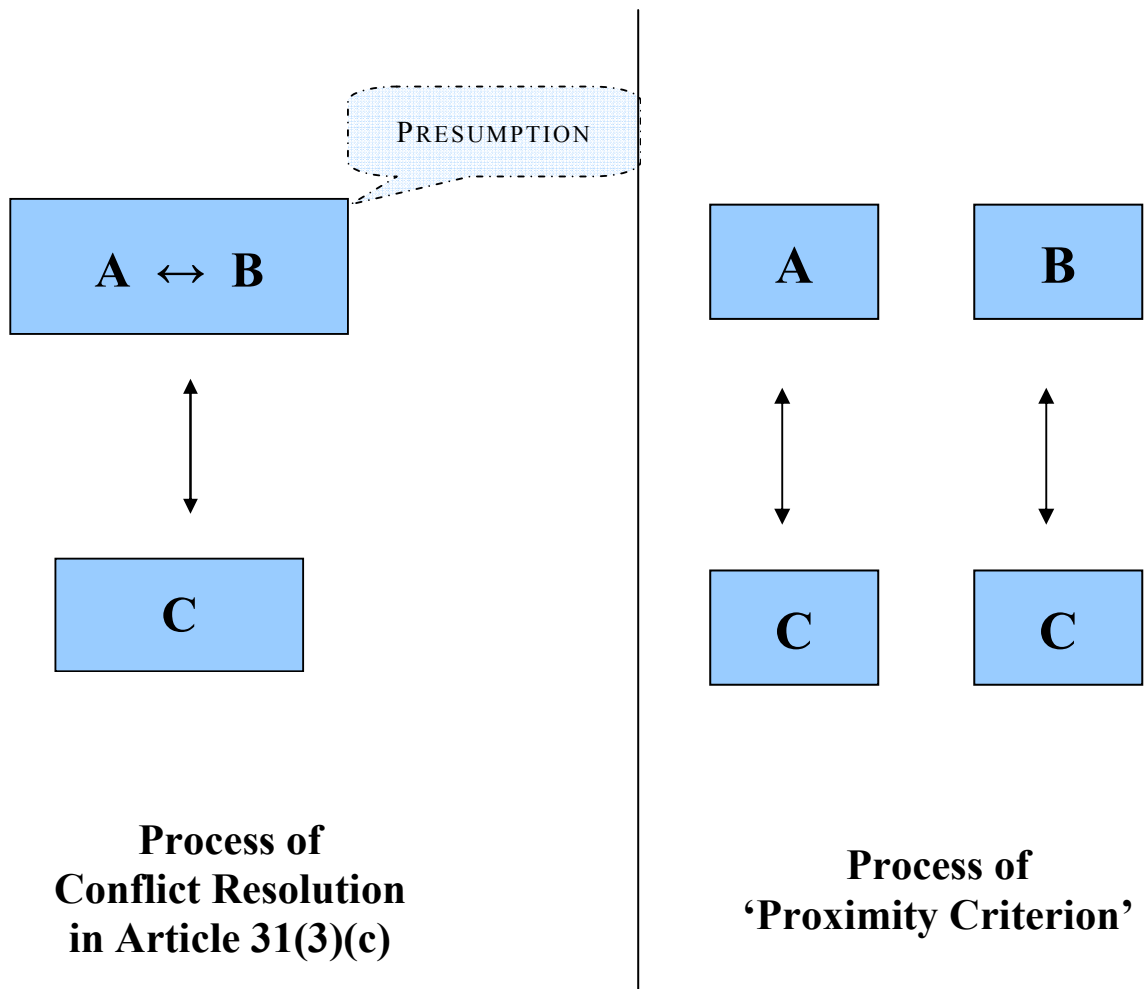 PRESUMPTION
A ↔ B
C
Process of
Conflict Resolution
in Article 31(3)(c)
A B
C C
Process of
‘Proximity Criterion’